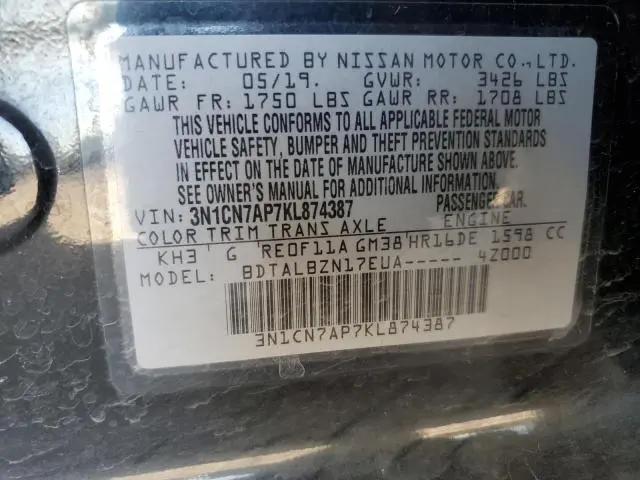 MANUFACTURED BY NISSAN MOTOR CO.,LTD.
DATE: 05/19. GVWR: 3426 LBS
GAWR FR: 1750 LBS GAWR RR: 1708 LBS
THIS VEHICLE CONFORMS TO ALL APPLICABLE FEDERAL MOTOR
VEHICLE SAFETY, BUMPER AND THEFT PREVENTION STANDARDS
IN EFFECT ON THE DATE OF MANUFACTURE SHOWN ABOVE.
SEE OWNER'S MANUAL FOR ADDITIONAL INFORMATION.
VIN: 3N1CN7AP7KL874387 PASSENGER CAR.
COLOR TRIM TRANS AXLE ENGINE
KH3 G RE0F11A GM38 HR16DE 1598 CC
MODEL: BDTALBZN17EUA----- 4Z000
3N1CN7AP7KL874387